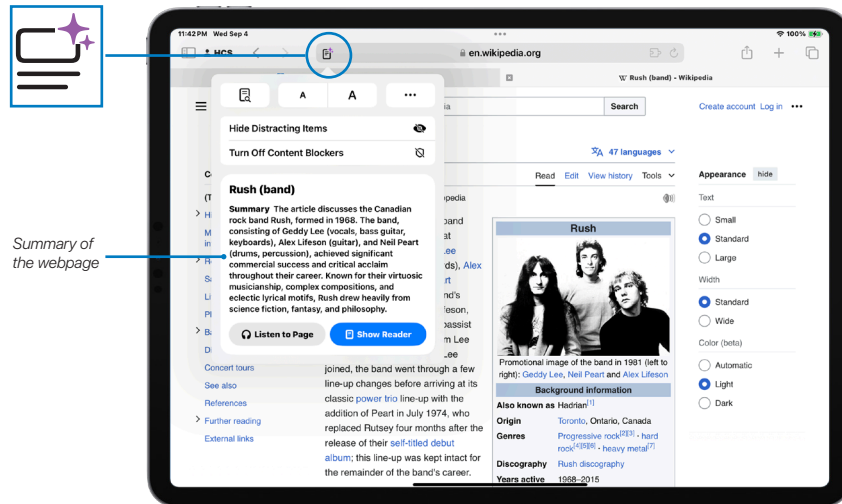 11:42 PM Wed Sep 4
100%
HCS
en.wikipedia.org
Rush (band) - Wikipedia
A A
Hide Distracting Items
Turn Off Content Blockers
Rush (band)
Summary The article discusses the Canadian
rock band Rush, formed in 1968. The band,
consisting of Geddy Lee (vocals, bass guitar,
keyboards), Alex Lifeson (guitar), and Neil Peart
(drums, percussion), achieved significant
commercial success and critical acclaim
throughout their career. Known for their virtuosic
musicianship, complex compositions, and
eclectic lyrical motifs, Rush drew heavily from
science fiction, fantasy, and philosophy.
Listen to Page
Show Reader
Summary of
the webpage
Search
Create account Log in
47 languages
Read Edit View history Tools
Concert tours
See also
References
Further reading
External links
joined, the band went through a few
line-up changes before arriving at its
classic power trio line-up with the
addition of Peart in July 1974, who
replaced Rutsey four months after the
release of their self-titled debut
album; this line-up was kept intact for
the remainder of the band's career.
Rush
Promotional image of the band in 1981 (left to
right): Geddy Lee, Neil Peart and Alex Lifeson
Background information
Also known as Hadrian[1]
Origin Toronto, Ontario, Canada
Genres Progressive rock[2][3] · hard
rock[4][5][6] · heavy metal[7]
Discography Rush discography
Years active 1968–2015
Appearance hide
Text
Small
Standard
Large
Width
Standard
Wide
Color (beta)
Automatic
Light
Dark